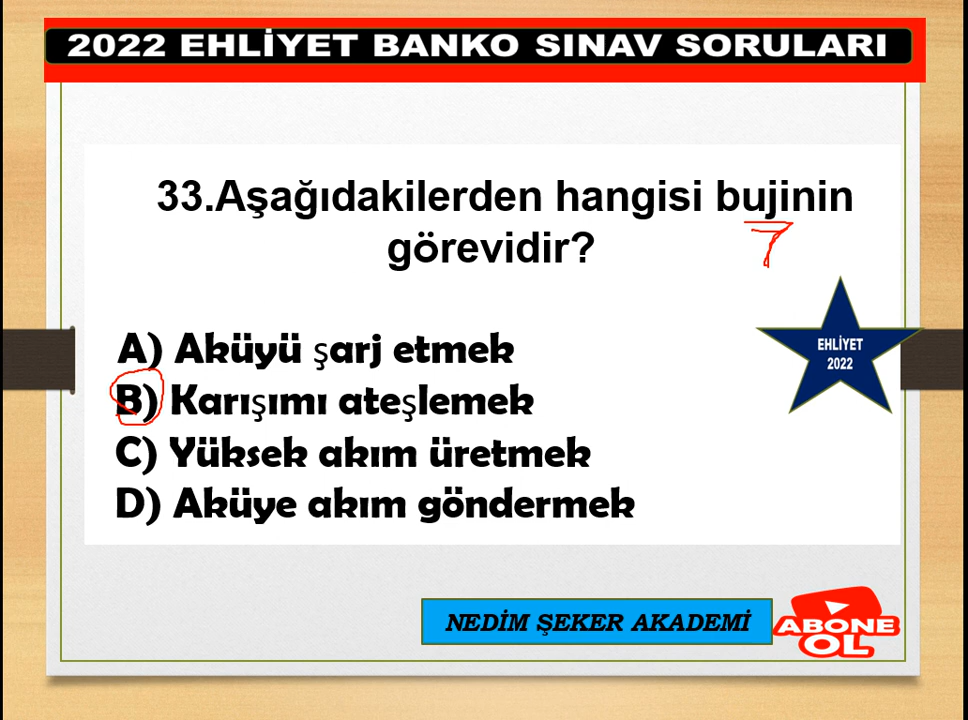 2022 EHLİYET BANKO SINAV SORULARI
33.Aşağıdakilerden hangisi bujinin
görevidir?
7
A) Aküyü şarj etmek
B) Karışımı ateşlemek
C) Yüksek akım üretmek
D) Aküye akım göndermek
EHLİYET
2022
NEDİM ŞEKER AKADEMİ
ABONE
OL